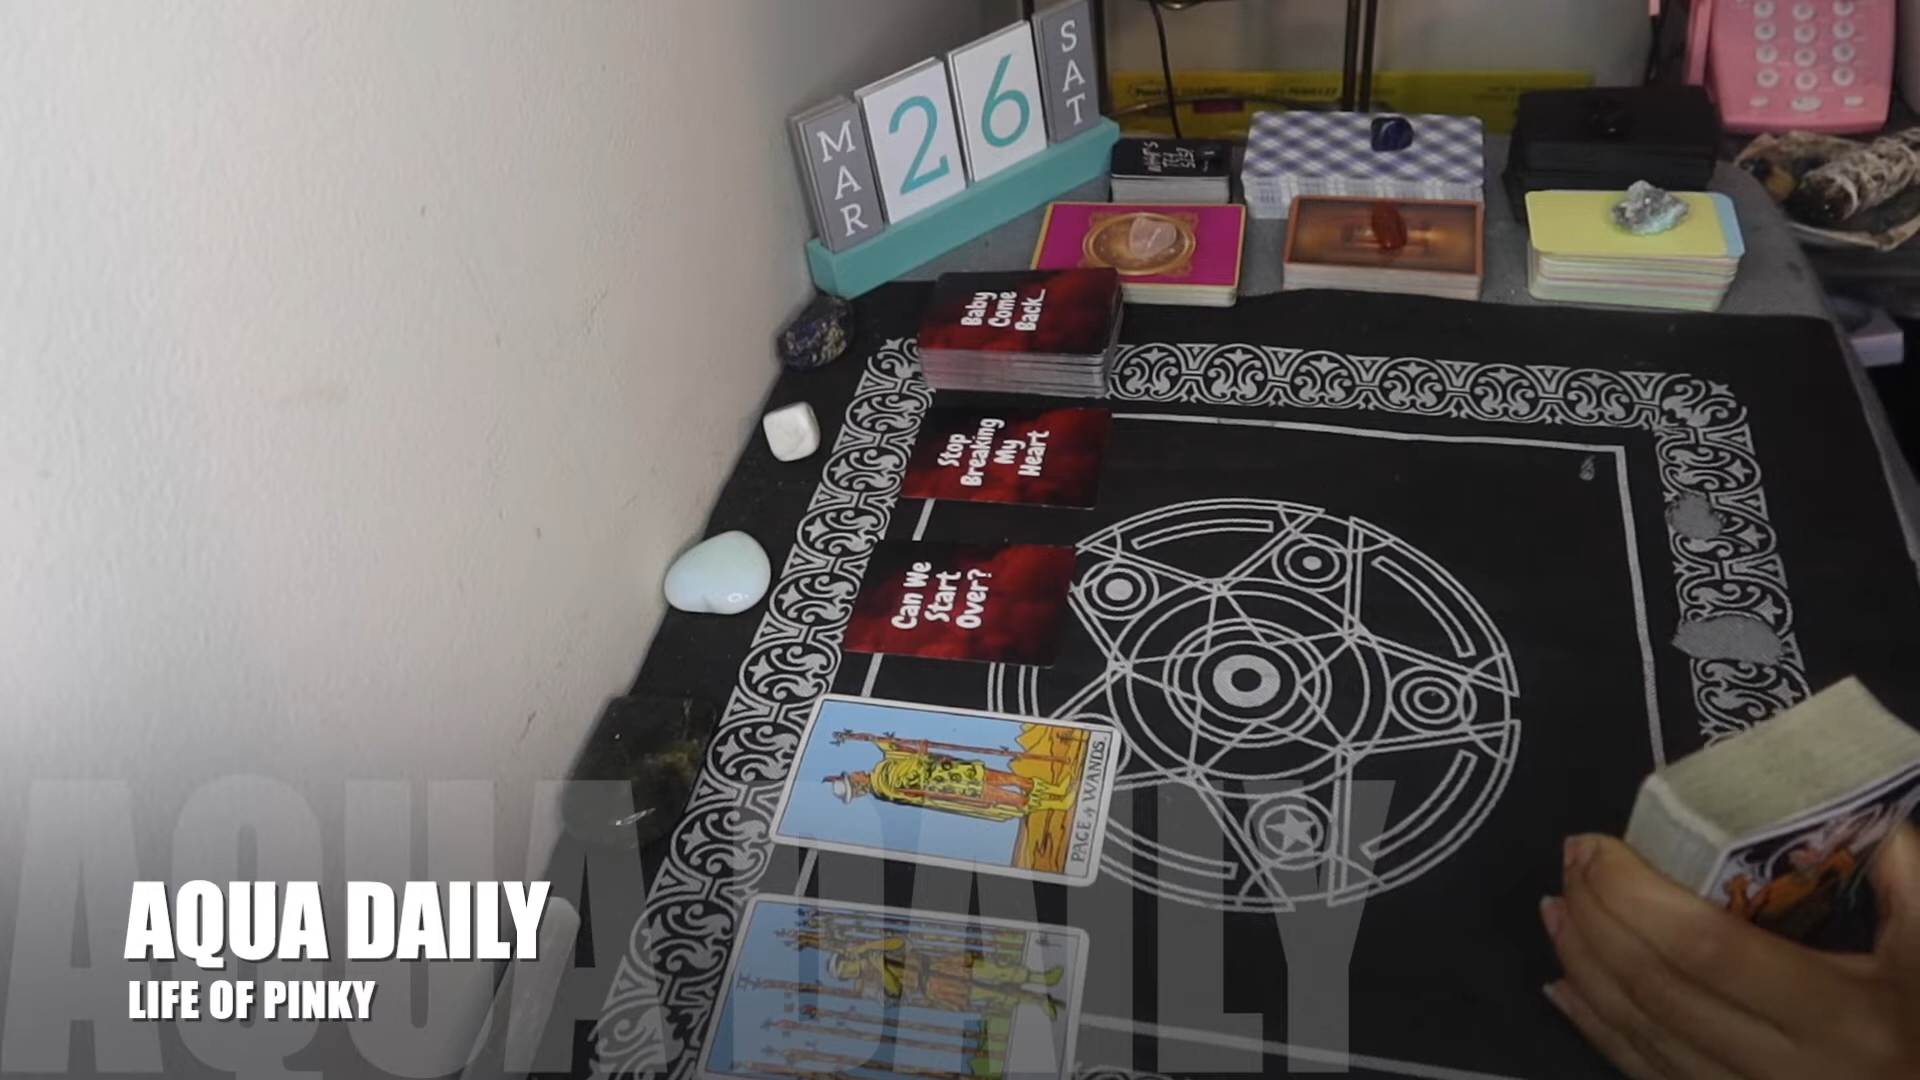 MAR
26
SAT
Baby
Come
Back...
Stop
Breaking
My
Heart
Can We
Start
Over?
PAGE of WANDS.
AQUA DAILY
AQUA DAILY
LIFE OF PINKY